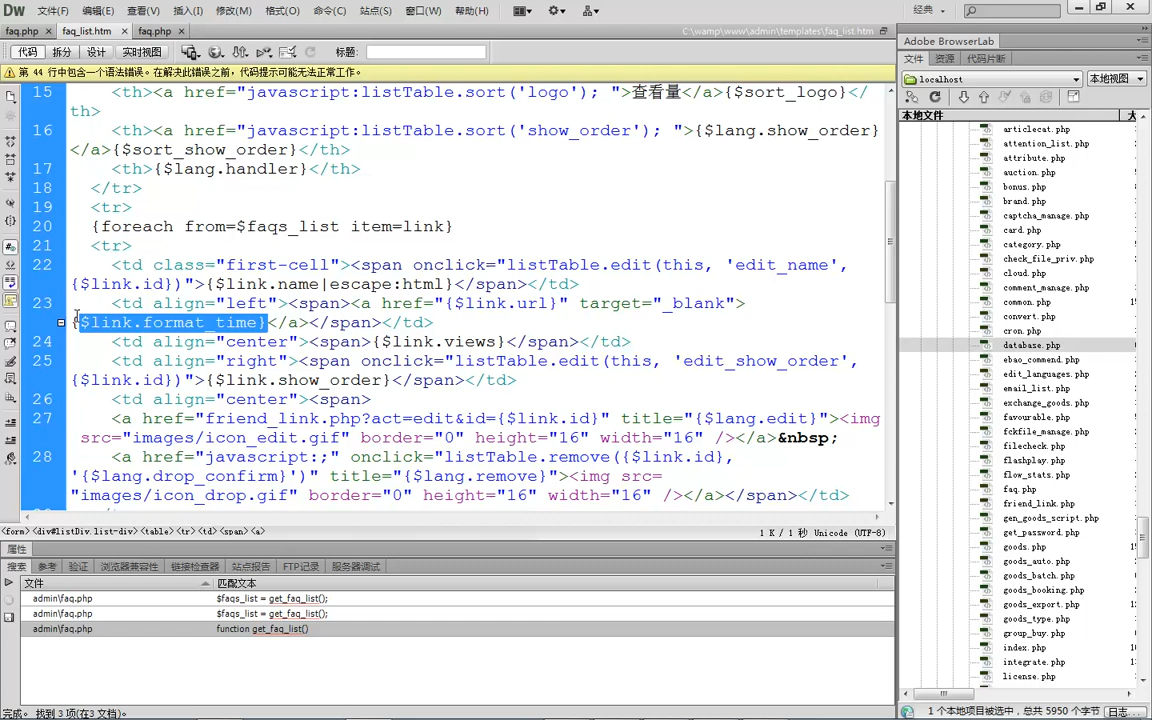 Dw 文件(F) 编辑(E) 查看(V) 插入(I) 修改(M) 格式(O) 命令(C) 站点(S) 窗口(W) 帮助(H) 经典
faq.php × faq_list.htm × faq.php × C:\wamp\www\admin\templates\faq_list.htm
代码 拆分 设计 实时视图 标题:
第 44 行中包含一个语法错误。在解决此错误之前，代码提示可能无法正常工作。
15 <th><a href="javascript:listTable.sort('logo'); ">查看量</a>{$sort_logo}</
th>
16 <th><a href="javascript:listTable.sort('show_order'); ">{$lang.show_order}
</a>{$sort_show_order}</th>
17 <th>{$lang.handler}</th>
18 </tr>
19 <tr>
20 {foreach from=$faqs_list item=link}
21 <tr>
22 <td class="first-cell"><span onclick="listTable.edit(this, 'edit_name',
{$link.id})">{$link.name|escape:html}</span></td>
23 <td align="left"><span><a href="{$link.url}" target="_blank">
{$link.format_time}</a></span></td>
24 <td align="center"><span>{$link.views}</span></td>
25 <td align="right"><span onclick="listTable.edit(this, 'edit_show_order',
{$link.id})">{$link.show_order}</span></td>
26 <td align="center"><span>
27 <a href="friend_link.php?act=edit&id={$link.id}" title="{$lang.edit}"><img
src="images/icon_edit.gif" border="0" height="16" width="16" /></a>&nbsp;
28 <a href="javascript:;" onclick="listTable.remove({$link.id},
'{$lang.drop_confirm}')" title="{$lang.remove}"><img src=
"images/icon_drop.gif" border="0" height="16" width="16" /></a></span></td>
<form> <div#listDiv.list-div> <table> <tr> <td> <span> <a> 1 K / 1 秒 Unicode (UTF-8)
属性
搜索 参考 验证 浏览器兼容性 链接检查器 站点报告 FTP记录 服务器调试
文件 匹配文本
admin\faq.php $faqs_list = get_faq_list();
admin\faq.php $faqs_list = get_faq_list();
admin\faq.php function get_faq_list()
完成。 找到 3 项(在3 文档)。
Adobe BrowserLab
文件 资源 代码片断
localhost 本地视图
本地文件 大
articlecat.php
attention_list.php
attribute.php
auction.php
bonus.php
brand.php
captcha_manage.php
card.php
category.php
check_file_priv.php
cloud.php
comment_manage.php
common.php
convert.php
cron.php
database.php
ebao_commend.php
edit_languages.php
email_list.php
exchange_goods.php
favourable.php
fckfile_manage.php
filecheck.php
flashplay.php
flow_stats.php
faq.php
friend_link.php
gen_goods_script.php
get_password.php
goods.php
goods_auto.php
goods_batch.php
goods_booking.php
goods_export.php
goods_type.php
group_buy.php
index.php
integrate.php
license.php
1 个本地项目被选中，总共 5950 个字节 日志...